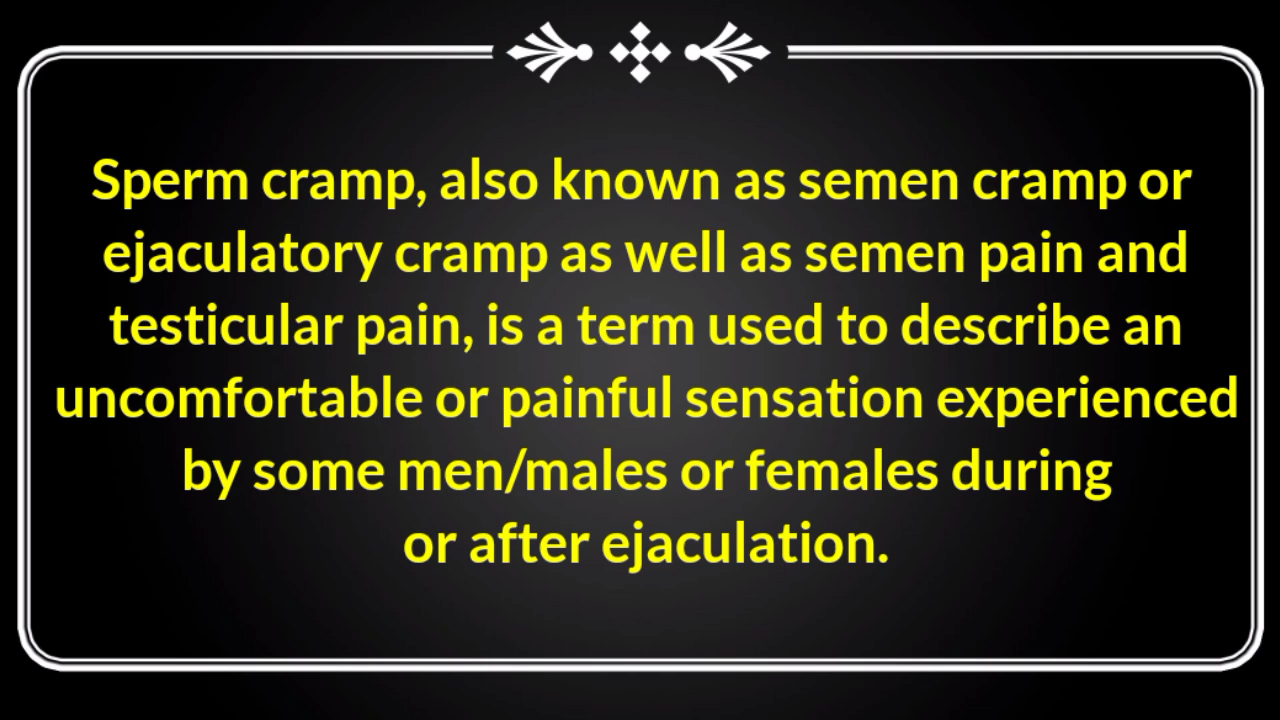 Sperm cramp, also known as semen cramp or
ejaculatory cramp as well as semen pain and
testicular pain, is a term used to describe an
uncomfortable or painful sensation experienced
by some men/males or females during
or after ejaculation.